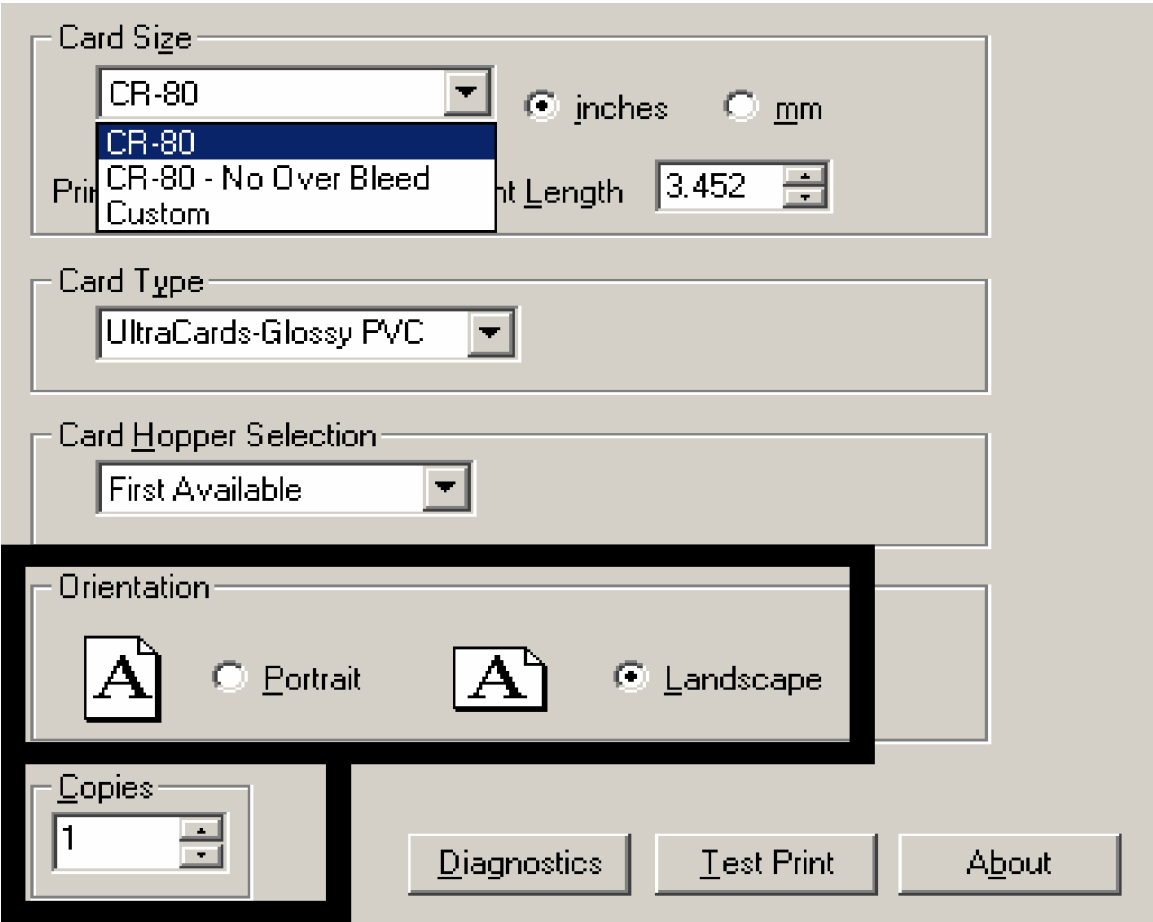 Card Size
CR-80
inches mm
CR-80
CR-80 - No Over Bleed
Custom
Pri nt Length 3.452
Card Type
UltraCards-Glossy PVC
Card Hopper Selection
First Available
Orientation
A Portrait A Landscape
Copies
1
Diagnostics Test Print About